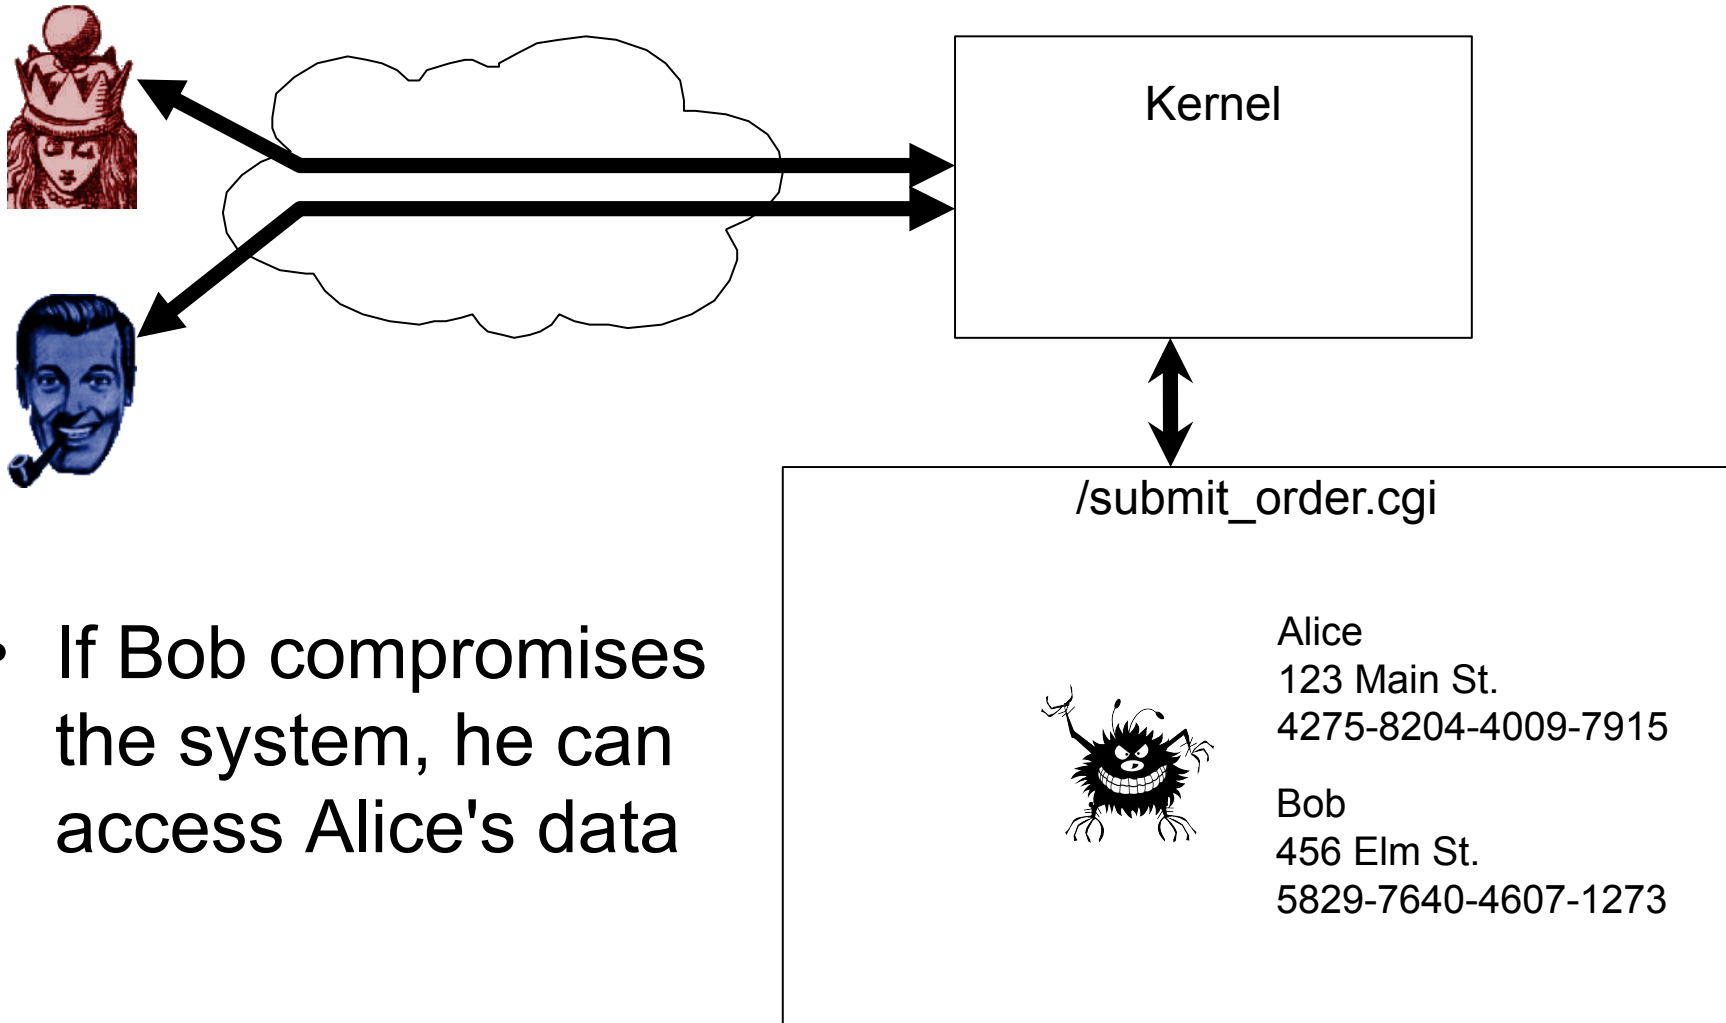 Kernel
/submit_order.cgi
• If Bob compromises
the system, he can
access Alice's data
Alice
123 Main St.
4275-8204-4009-7915
Bob
456 Elm St.
5829-7640-4607-1273